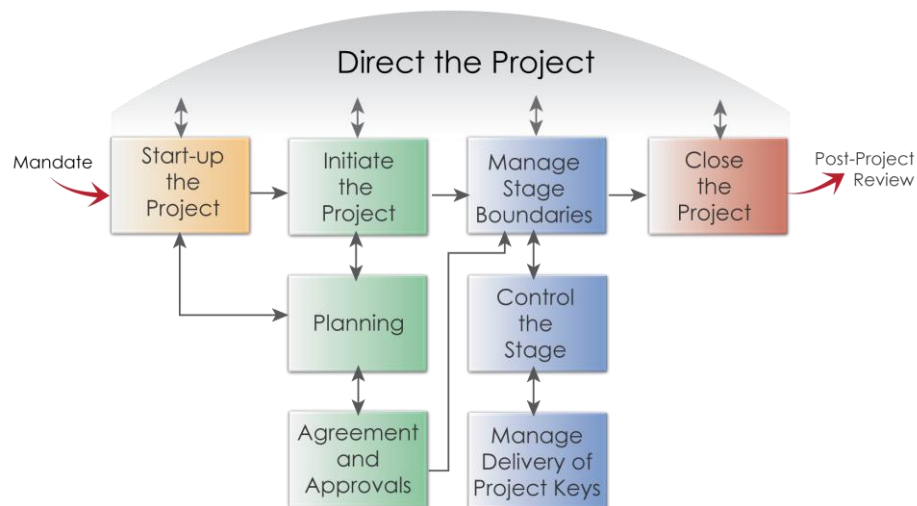 Direct the Project
Mandate
Start-up
the
Project
Initiate
the
Project
Manage
Stage
Boundaries
Close
the
Project
Post-Project
Review
Planning
Control
the
Stage
Agreement
and
Approvals
Manage
Delivery of
Project Keys